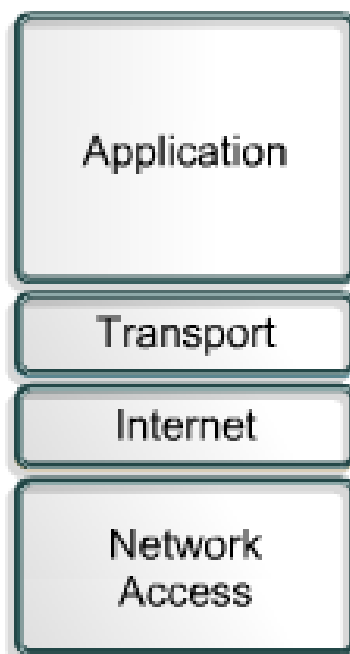 Application
Transport
Internet
Network
Access